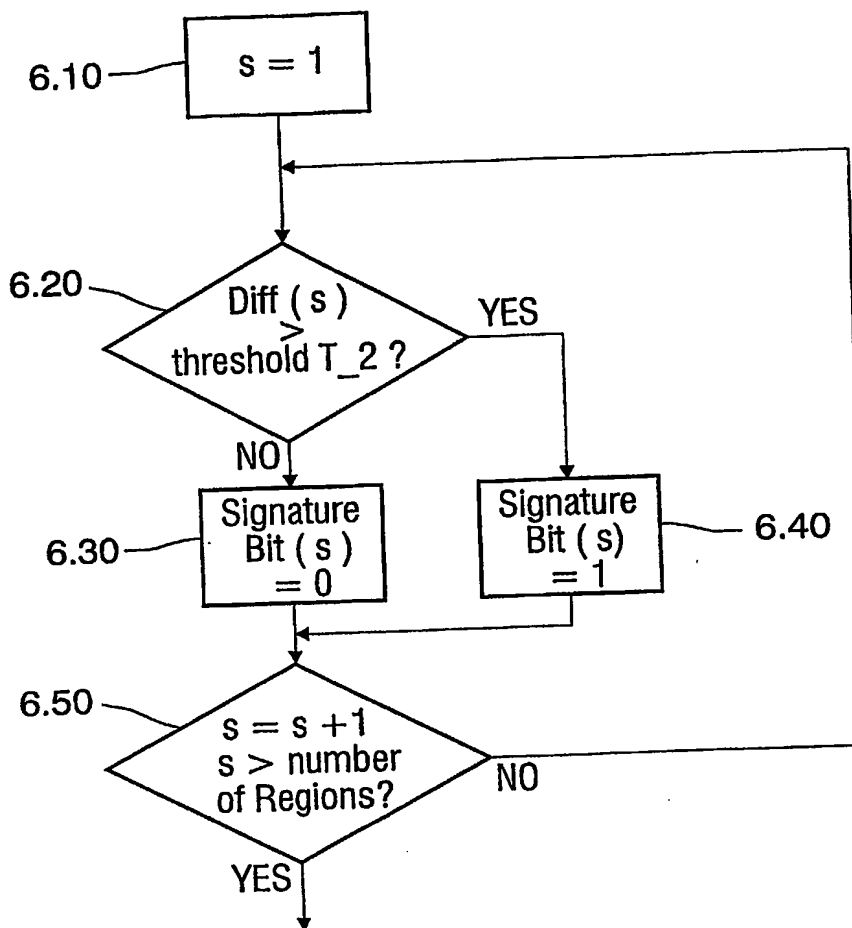 6.10
s = 1
6.20
Diff ( s )
>
threshold T_2 ?
YES
NO
6.30
Signature
Bit ( s )
= 0
Signature
Bit ( s)
= 1
6.40
6.50
s = s +1
s > number
of Regions?
NO
YES